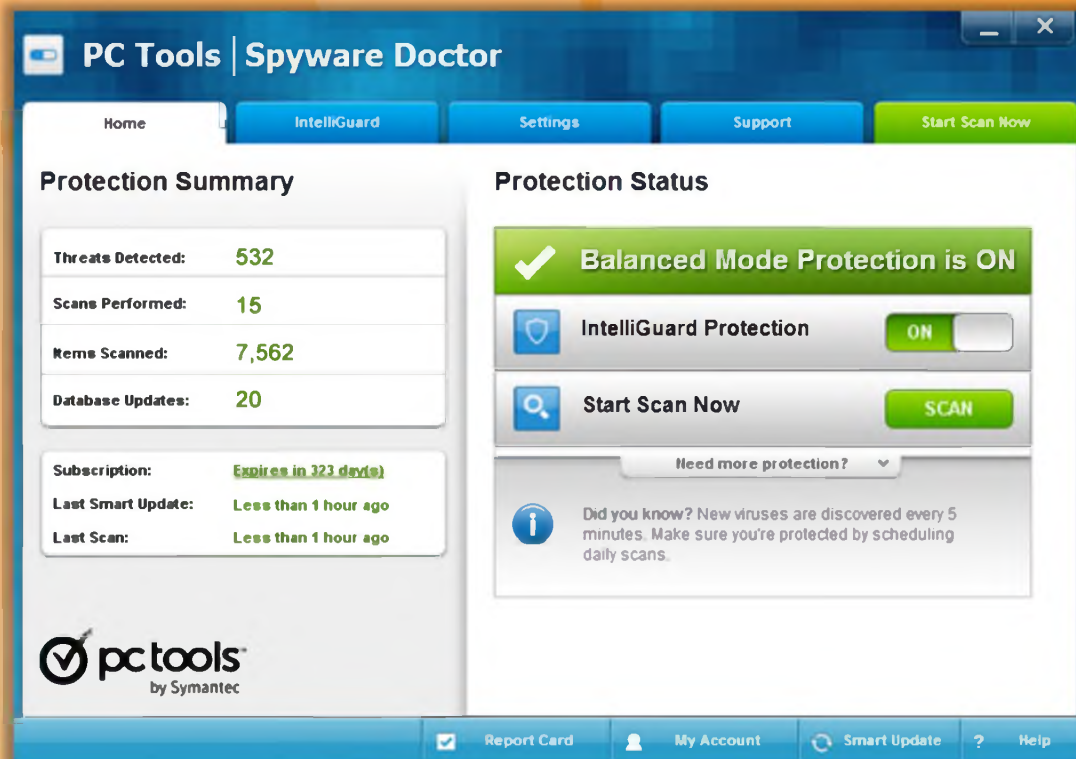 PC Tools | Spyware Doctor
Home
IntelliGuard
Settings
Support
Start Scan Now
Protection Summary
Threats Detected: 532
Scans Performed: 15
Items Scanned: 7,562
Database Updates: 20
Subscription: Expires in 323 day(s)
Last Smart Update: Less than 1 hour ago
Last Scan: Less than 1 hour ago
pctools™
by Symantec
Protection Status
Balanced Mode Protection is ON
IntelliGuard Protection ON
Start Scan Now SCAN
Need more protection?
Did you know? New viruses are discovered every 5
minutes. Make sure you're protected by scheduling
daily scans.
Report Card
My Account
Smart Update
? Help